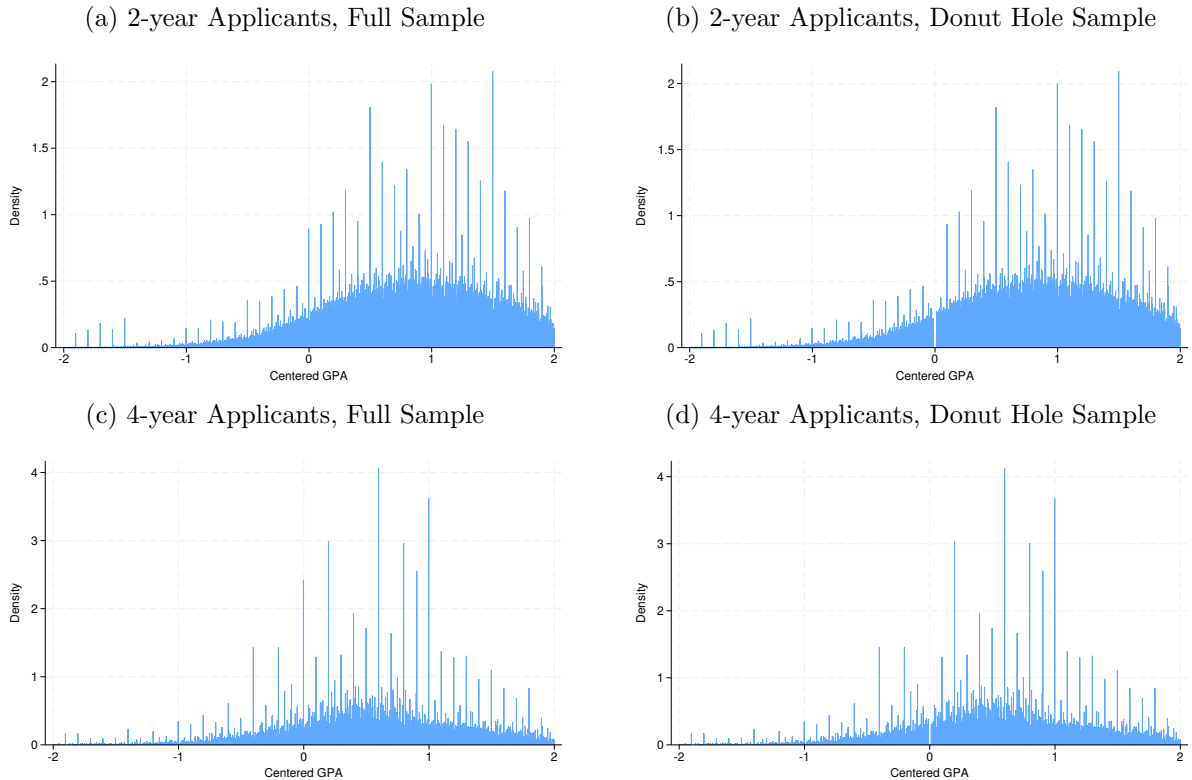 (a) 2-year Applicants, Full Sample
2
1.5
1
.5
0
Density
-2 -1 0 1 2
Centered GPA
(b) 2-year Applicants, Donut Hole Sample
2
1.5
1
.5
0
Density
-2 -1 0 1 2
Centered GPA
(c) 4-year Applicants, Full Sample
4
3
2
1
0
Density
-2 -1 0 1 2
Centered GPA
(d) 4-year Applicants, Donut Hole Sample
4
3
2
1
0
Density
-2 -1 0 1 2
Centered GPA